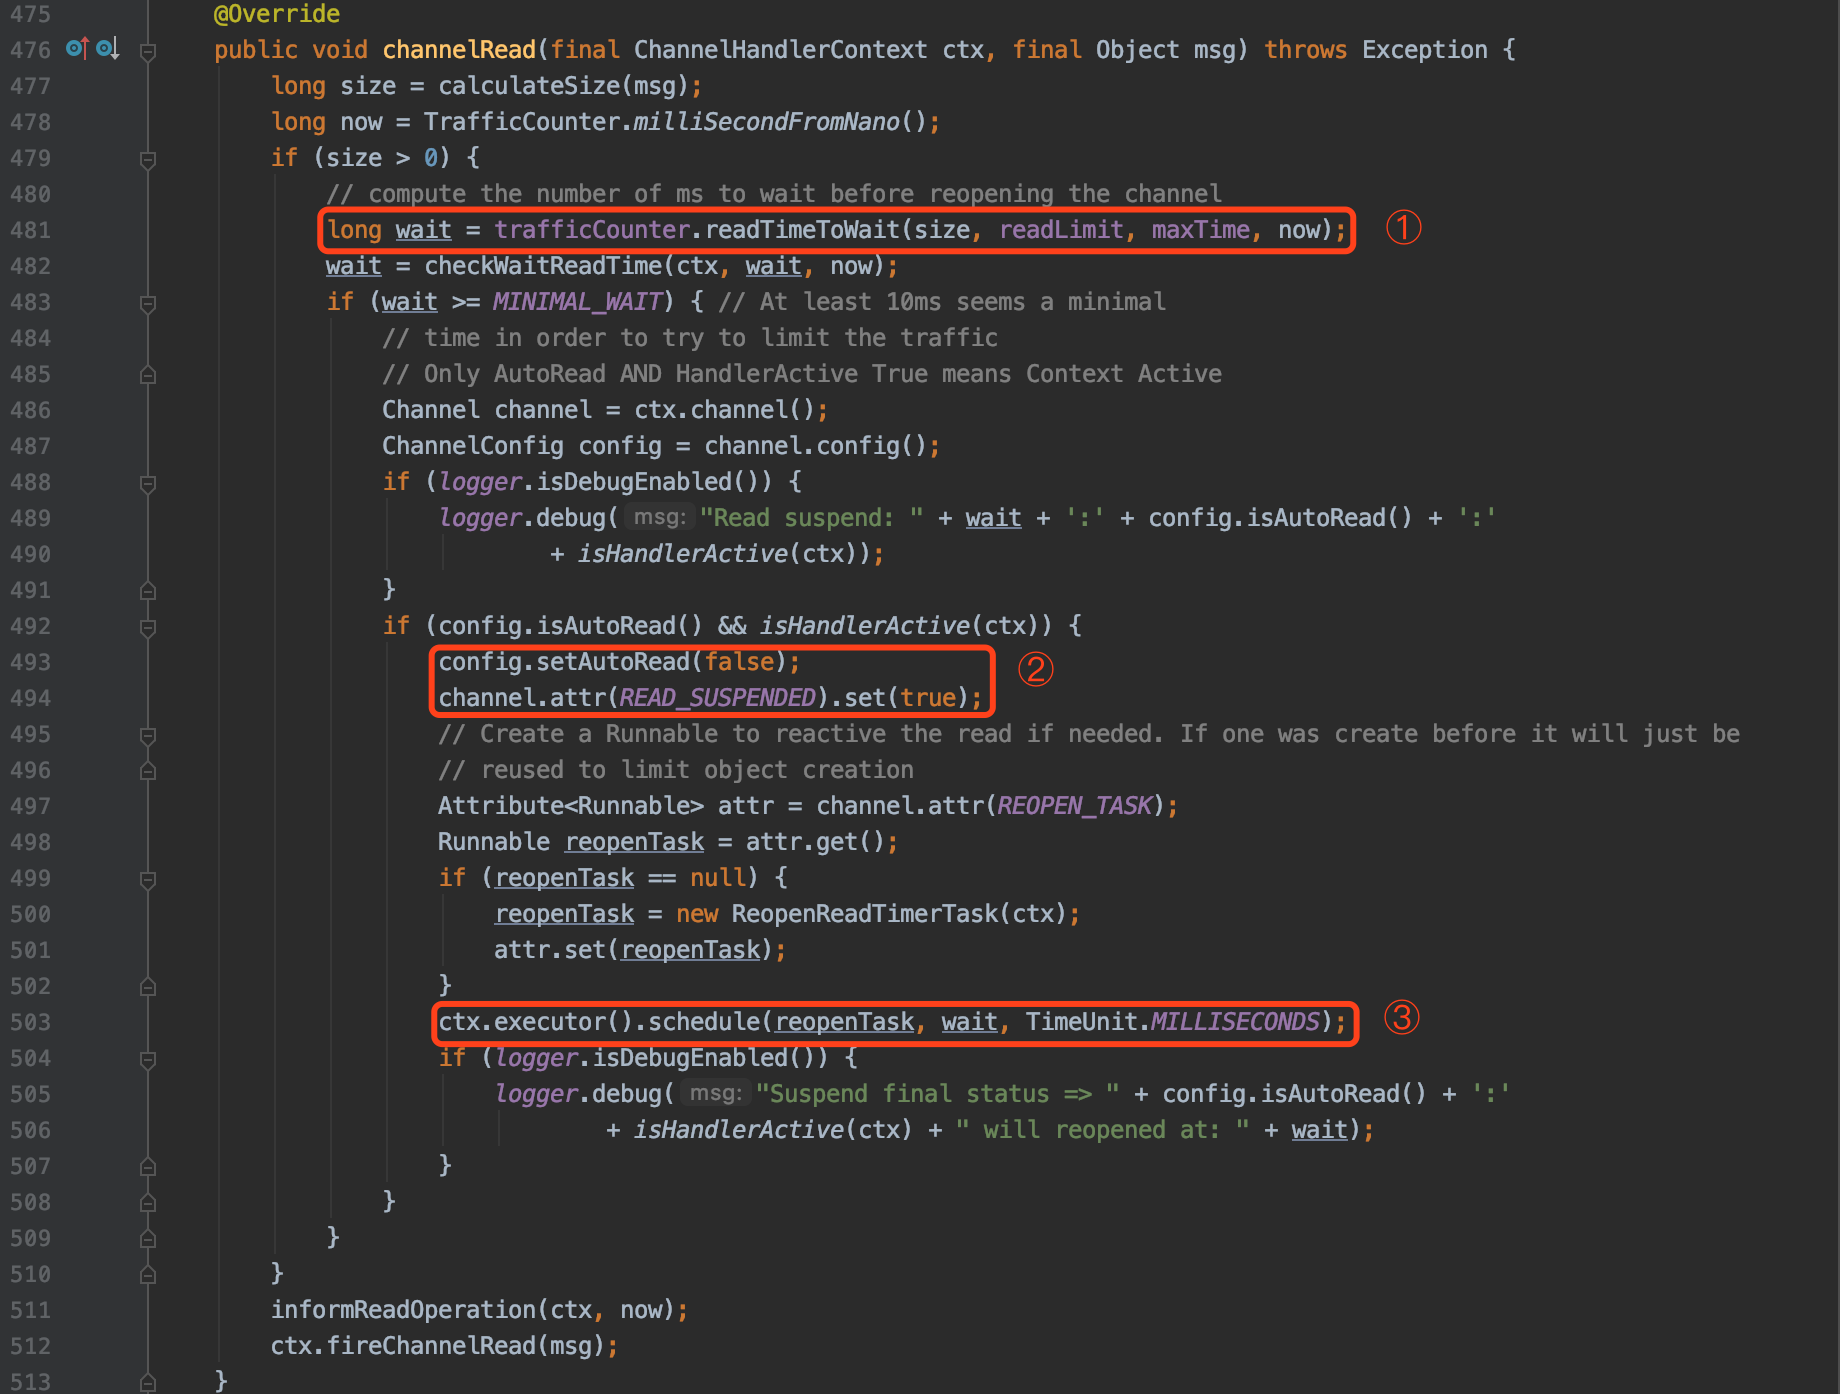 475 @Override
476 public void channelRead(final ChannelHandlerContext ctx, final Object msg) throws Exception {
477 long size = calculateSize(msg);
478 long now = TrafficCounter.milliSecondFromNano();
479 if (size > 0) {
480 // compute the number of ms to wait before reopening the channel
481 long wait = trafficCounter.readTimeToWait(size, readLimit, maxTime, now); ①
482 wait = checkWaitReadTime(ctx, wait, now);
483 if (wait >= MINIMAL_WAIT) { // At least 10ms seems a minimal
484 // time in order to try to limit the traffic
485 // Only AutoRead AND HandlerActive True means Context Active
486 Channel channel = ctx.channel();
487 ChannelConfig config = channel.config();
488 if (logger.isDebugEnabled()) {
489 logger.debug( msg: "Read suspend: " + wait + ':' + config.isAutoRead() + ':'
490 + isHandlerActive(ctx));
491 }
492 if (config.isAutoRead() && isHandlerActive(ctx)) {
493 config.setAutoRead(false); ②
494 channel.attr(READ_SUSPENDED).set(true);
495 // Create a Runnable to reactive the read if needed. If one was create before it will just be
496 // reused to limit object creation
497 Attribute<Runnable> attr = channel.attr(REOPEN_TASK);
498 Runnable reopenTask = attr.get();
499 if (reopenTask == null) {
500 reopenTask = new ReopenReadTimerTask(ctx);
501 attr.set(reopenTask);
502 }
503 ctx.executor().schedule(reopenTask, wait, TimeUnit.MILLISECONDS); ③
504 if (logger.isDebugEnabled()) {
505 logger.debug( msg: "Suspend final status => " + config.isAutoRead() + ':'
506 + isHandlerActive(ctx) + " will reopened at: " + wait);
507 }
508 }
509 }
510 }
511 informReadOperation(ctx, now);
512 ctx.fireChannelRead(msg);
513 }